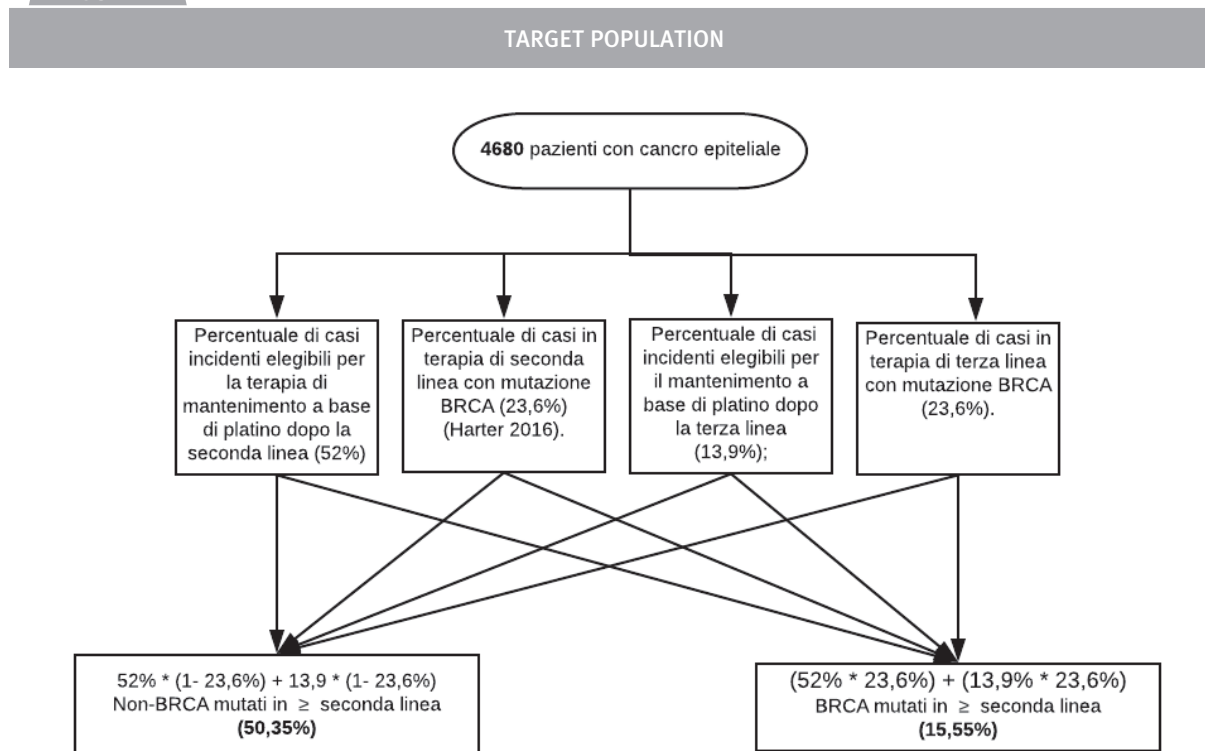 TARGET POPULATION
4680 pazienti con cancro epiteliale
Percentuale di casi
incidenti elegibili per
la terapia di
mantenimento a base
di platino dopo la
seconda linea (52%)
Percentuale di casi in
terapia di seconda
linea con mutazione
BRCA (23,6%)
(Harter 2016).
Percentuale di casi
incidenti elegibili per
il mantenimento a
base di platino dopo
la terza linea
(13,9%);
Percentuale di casi in
terapia di terza linea
con mutazione BRCA
(23,6%).
52% * (1- 23,6%) + 13,9 * (1- 23,6%)
Non-BRCA mutati in ≥ seconda linea
(50,35%)
(52% * 23,6%) + (13,9% * 23,6%)
BRCA mutati in ≥ seconda linea
(15,55%)